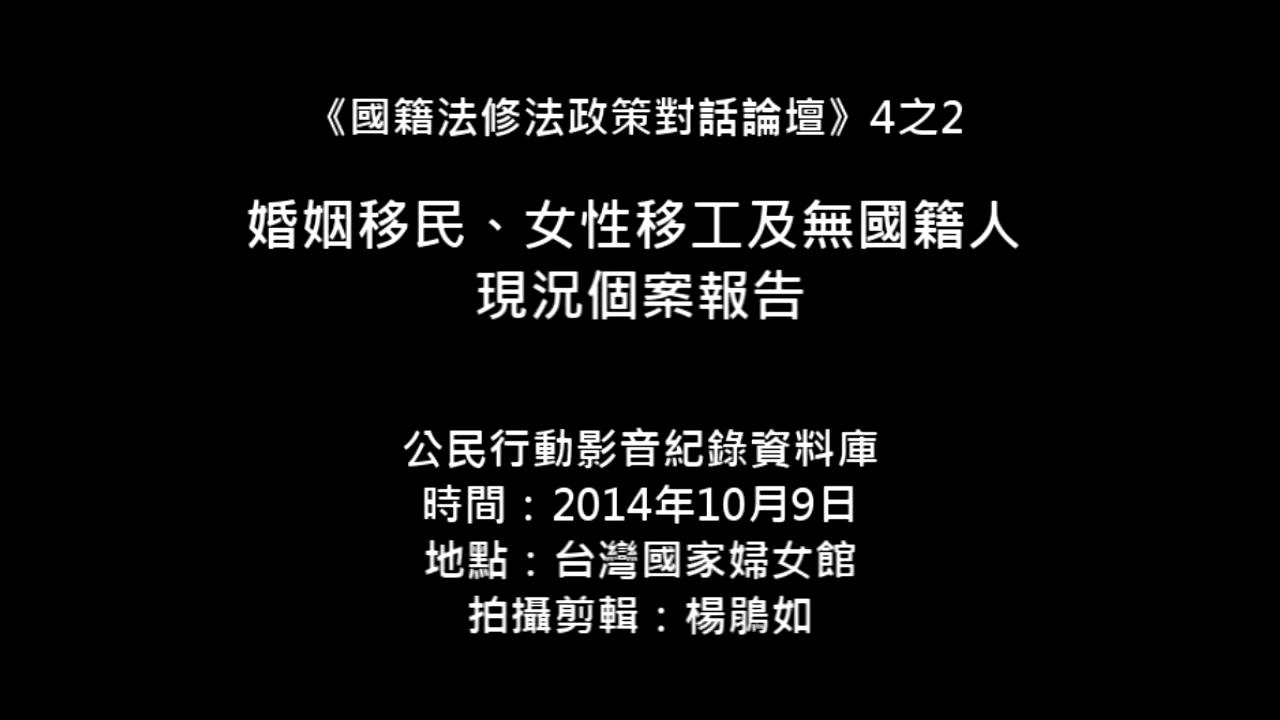 《國籍法修法政策對話論壇》4之2
婚姻移民、女性移工及無國籍人
現況個案報告
公民行動影音紀錄資料庫
時間：2014年10月9日
地點：台灣國家婦女館
拍攝剪輯：楊鵑如